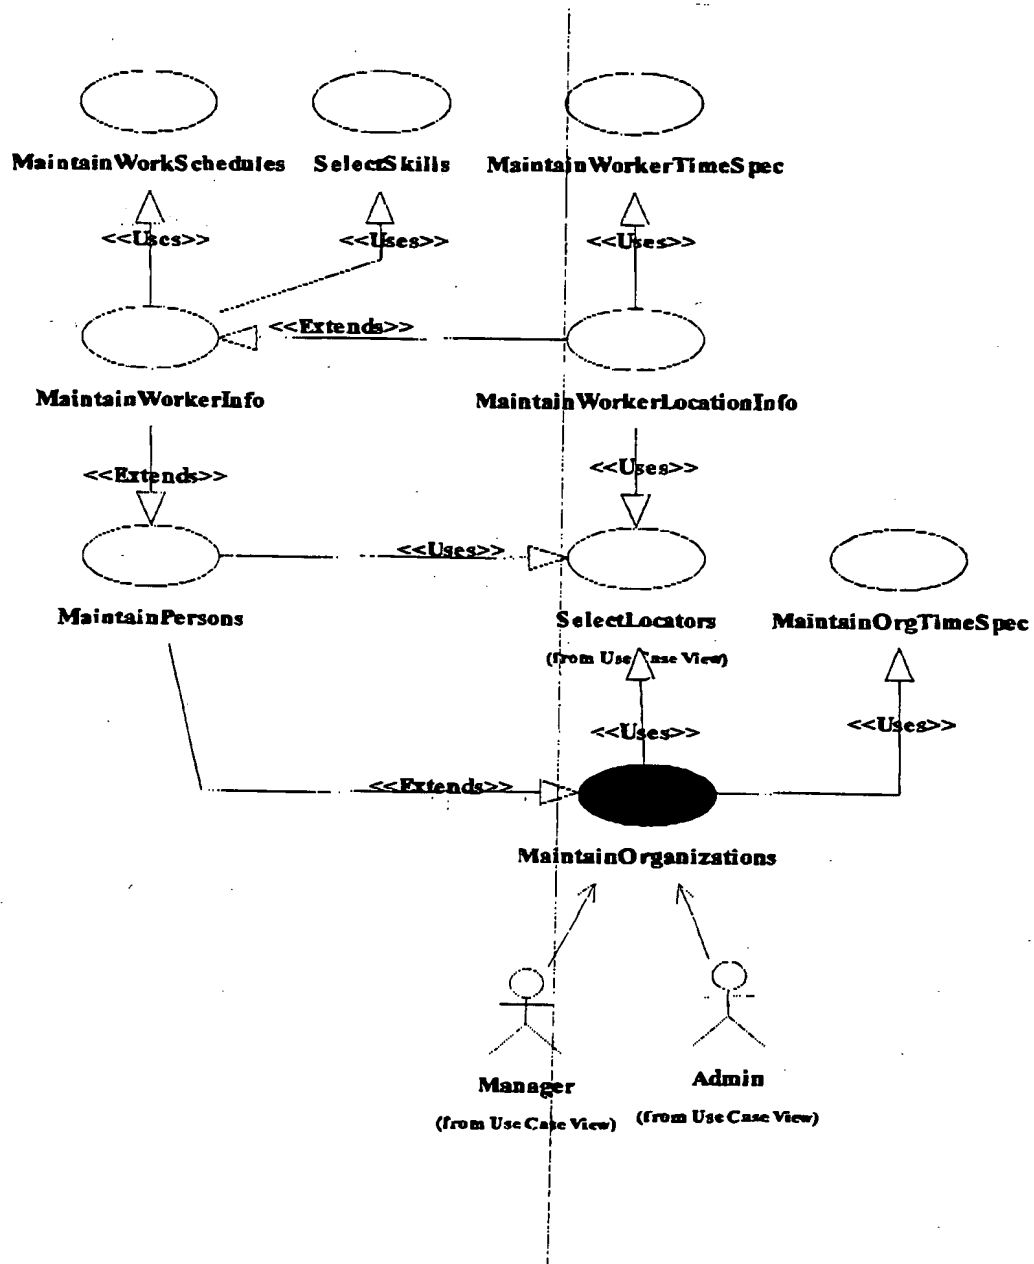 MaintainWorkSchedules
SelectSkills
MaintainWorkerTimeSpec
<<Uses>>
<<Uses>>
<<Uses>>
<<Extends>>
MaintainWorkerInfo
MaintainWorkerLocationInfo
<<Extends>>
<<Uses>>
<<Uses>>
MaintainPersons
SelectLocators
(from Use Case View)
MaintainOrgTimeSpec
<<Uses>>
<<Uses>>
<<Extends>>
MaintainOrganizations
Manager
(from Use Case View)
Admin
(from Use Case View)